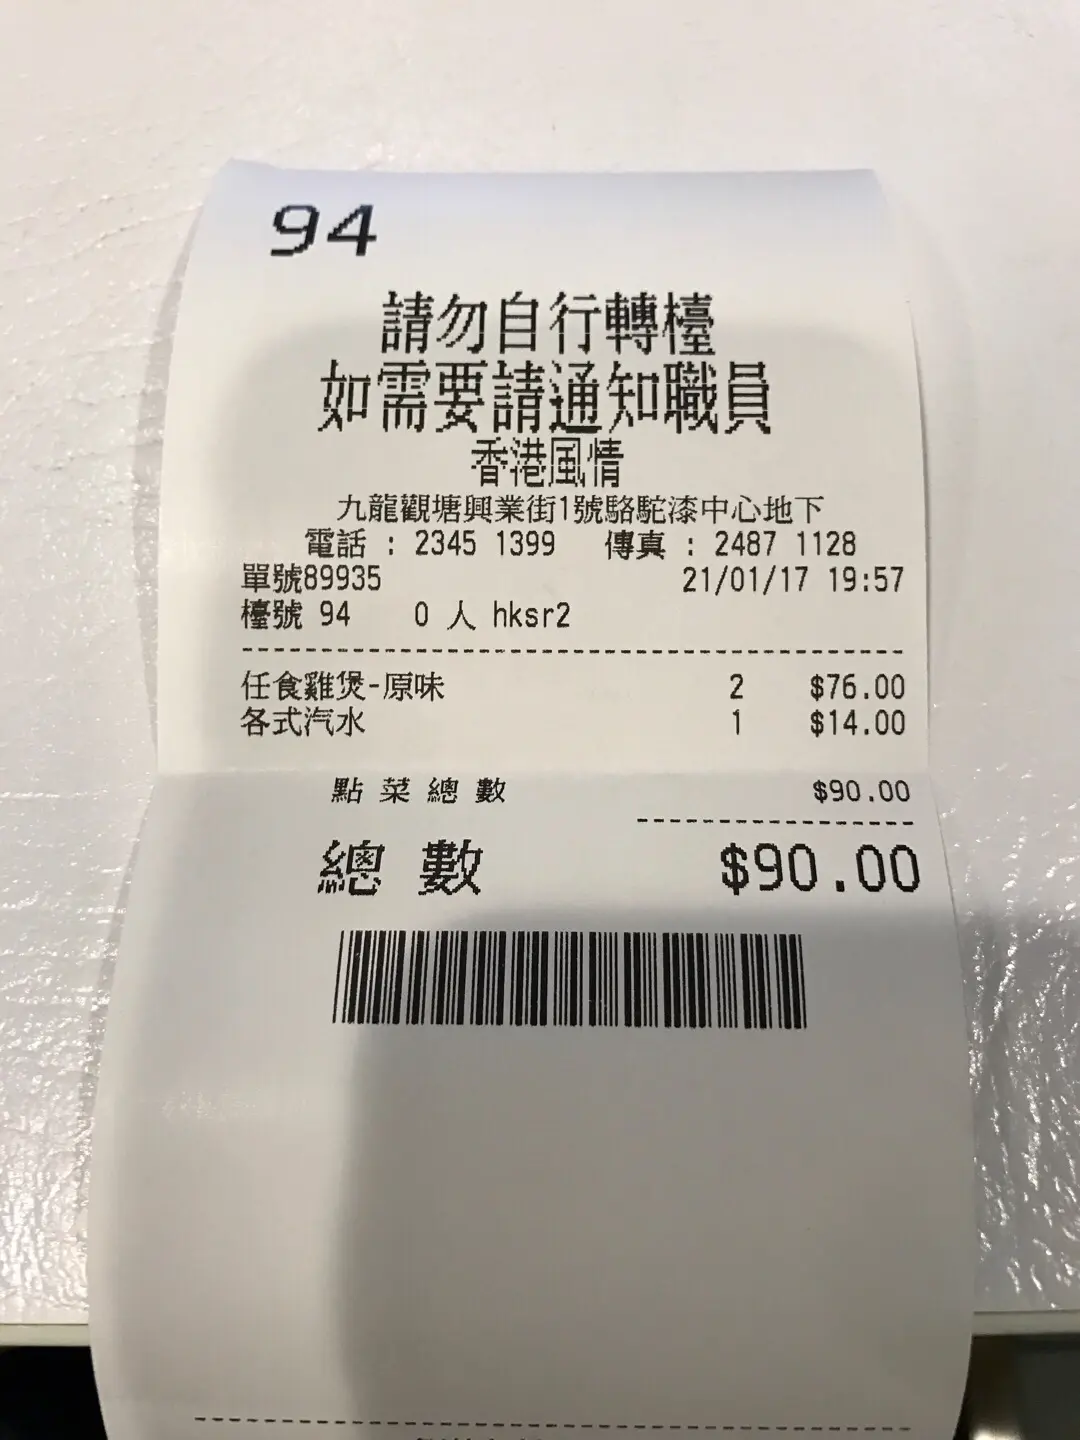 94
請勿自行轉檯
如需要請通知職員
香港風情
九龍觀塘興業街1號駱駝漆中心地下
電話 : 2345 1399 傳真 : 2487 1128
單號89935 21/01/17 19:57
檯號 94 0 人 hksr2
任食雞煲-原味 2 $76.00
各式汽水 1 $14.00
點菜總數 $90.00
總數 $90.00